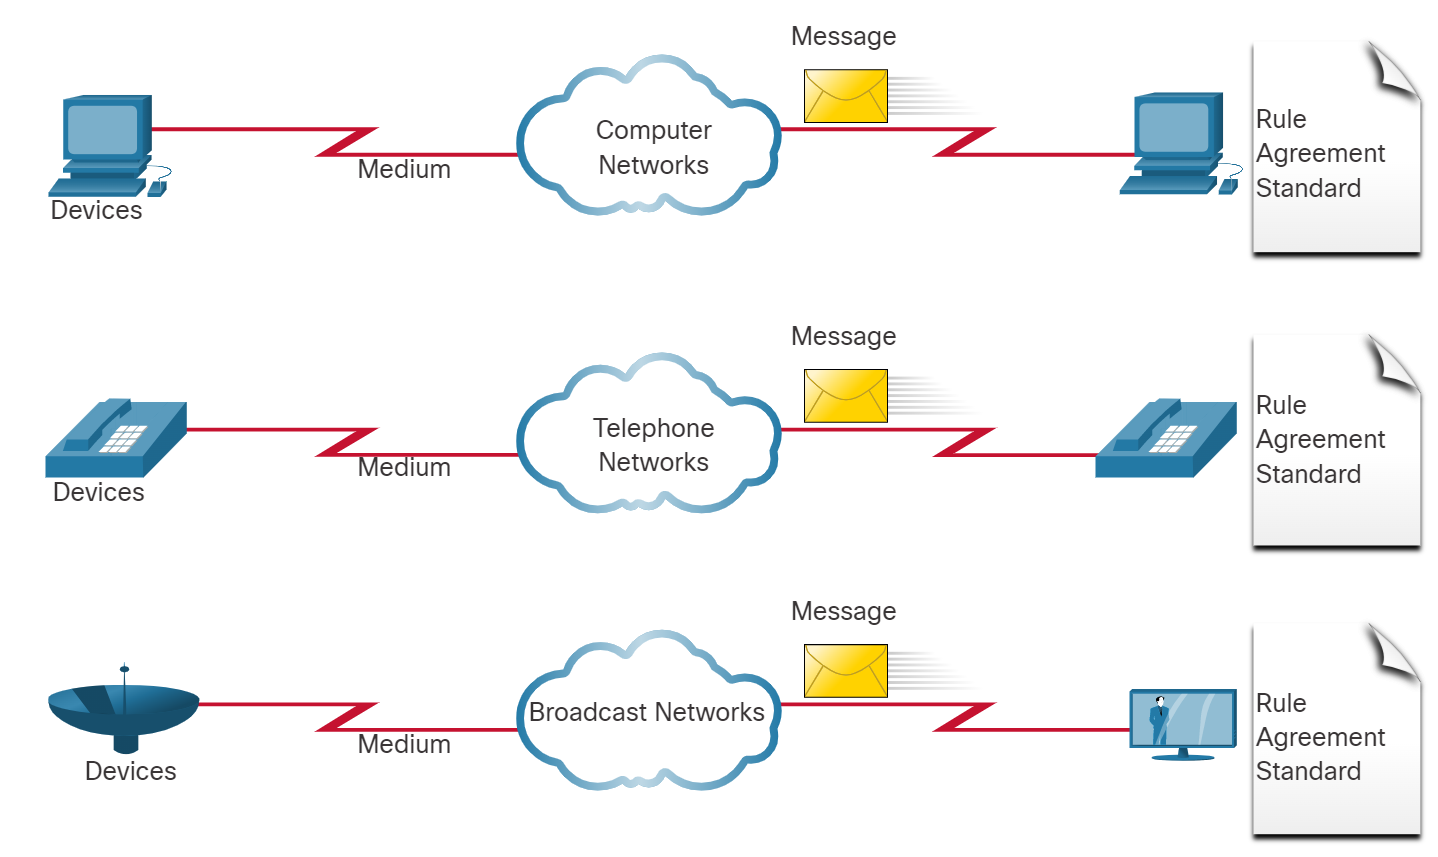 Message
Computer
Networks
Medium
Devices
Rule
Agreement
Standard
Message
Telephone
Networks
Medium
Devices
Rule
Agreement
Standard
Message
Broadcast Networks
Medium
Devices
Rule
Agreement
Standard